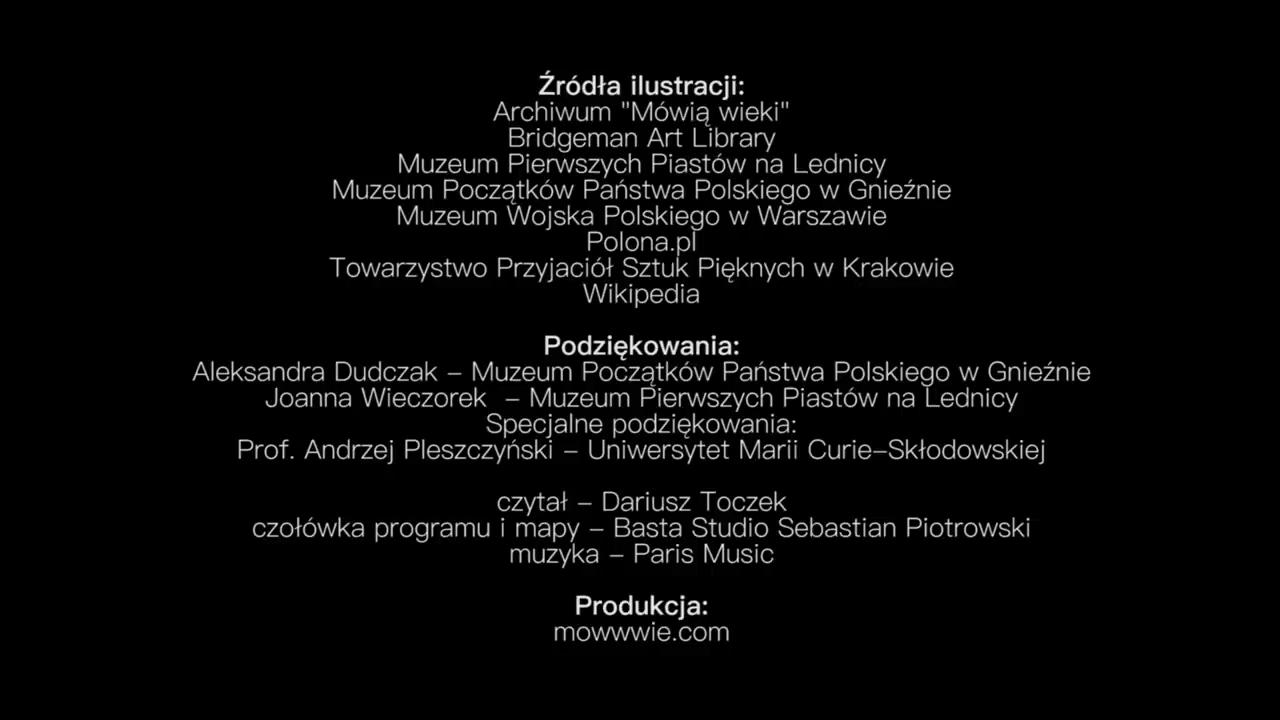 Źródła ilustracji:
Archiwum "Mówią wieki"
Bridgeman Art Library
Muzeum Pierwszych Piastów na Lednicy
Muzeum Początków Państwa Polskiego w Gnieźnie
Muzeum Wojska Polskiego w Warszawie
Polona.pl
Towarzystwo Przyjaciół Sztuk Pięknych w Krakowie
Wikipedia
Podziękowania:
Aleksandra Dudczak – Muzeum Początków Państwa Polskiego w Gnieźnie
Joanna Wieczorek  – Muzeum Pierwszych Piastów na Lednicy
Specjalne podziękowania:
Prof. Andrzej Pleszczyński – Uniwersytet Marii Curie–Skłodowskiej
czytał – Dariusz Toczek
czołówka programu i mapy – Basta Studio Sebastian Piotrowski
muzyka – Paris Music
Produkcja:
mowwwie.com